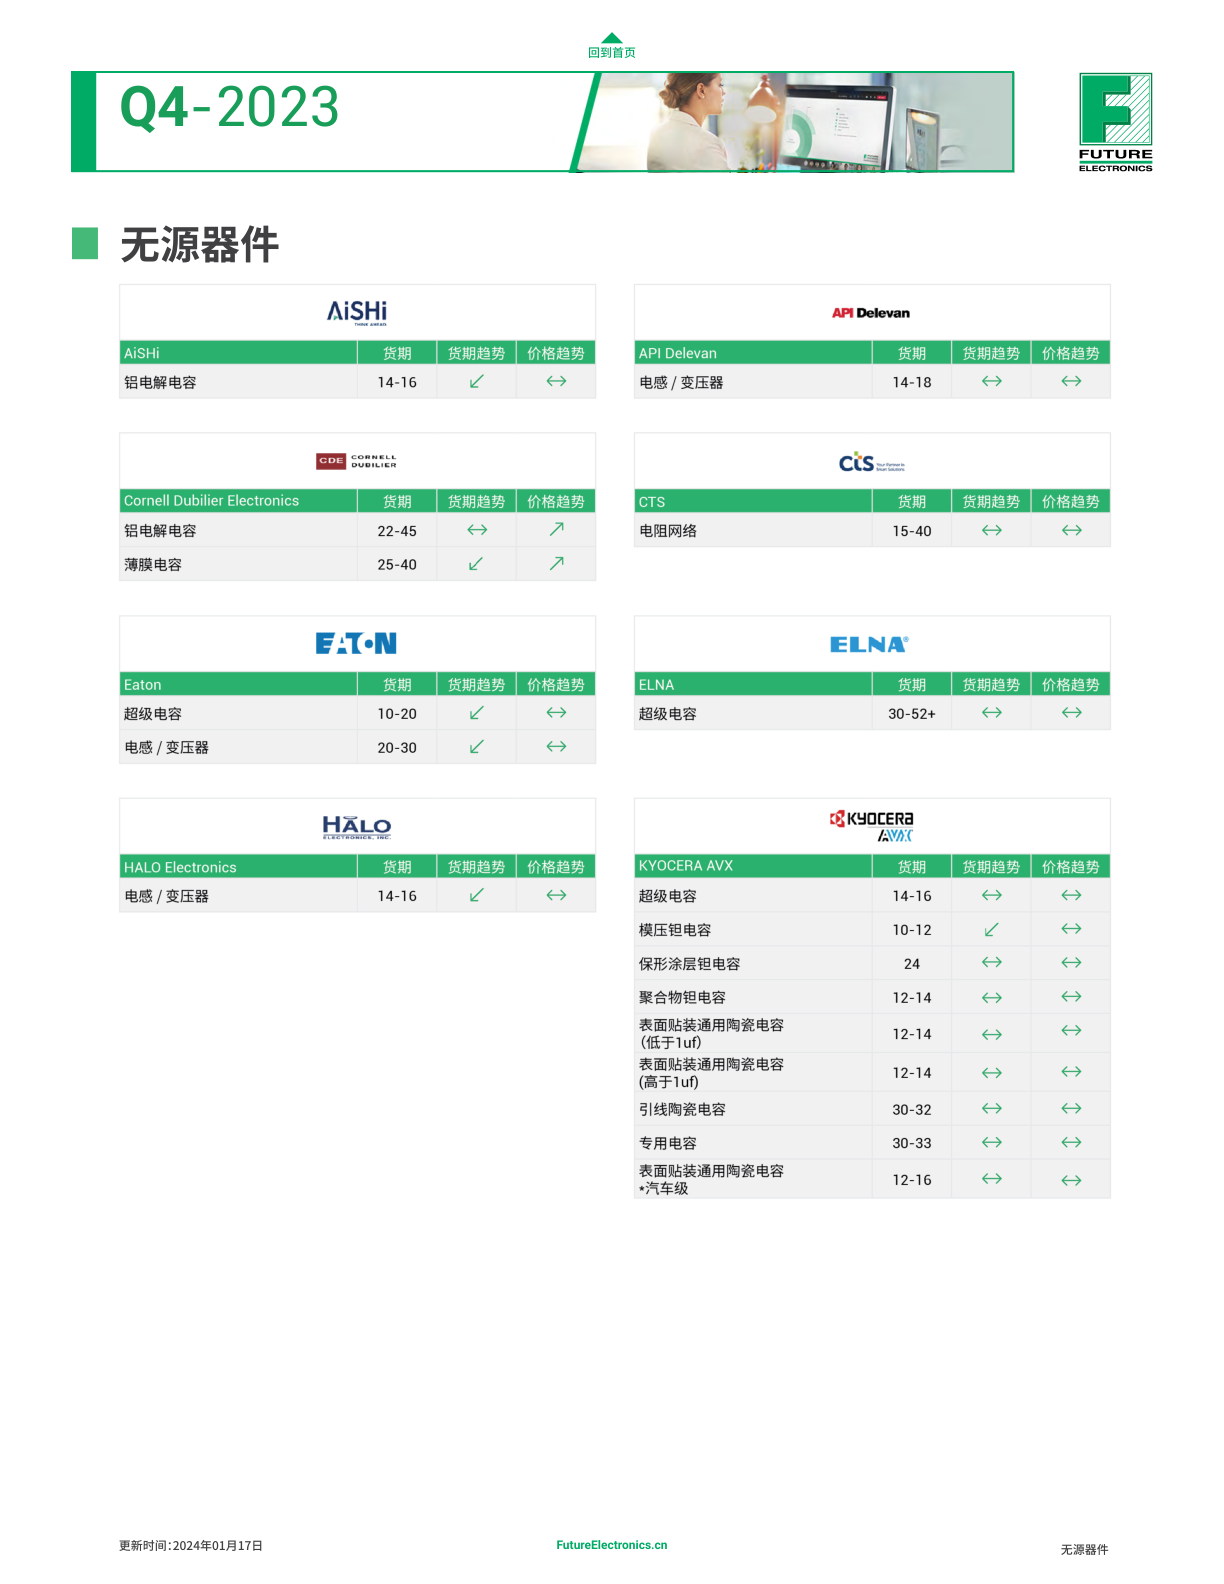 回到首页
Q4-2023
FUTURE
ELECTRONICS
无源器件
AiSHi
THINK AHEAD
AiSHi 货期 货期趋势 价格趋势
铝电解电容 14-16 ↙ ↔
API Delevan
API Delevan 货期 货期趋势 价格趋势
电感 / 变压器 14-18 ↔ ↔
CDE CORNELL
DUBILIER
Cornell Dubilier Electronics 货期 货期趋势 价格趋势
铝电解电容 22-45 ↔ ↗
薄膜电容 25-40 ↙ ↗
CTS Your Partner in
Smart Solutions
CTS 货期 货期趋势 价格趋势
电阻网络 15-40 ↔ ↔
EATON
Eaton 货期 货期趋势 价格趋势
超级电容 10-20 ↙ ↔
电感 / 变压器 20-30 ↙ ↔
ELNA®
ELNA 货期 货期趋势 价格趋势
超级电容 30-52+ ↔ ↔
HALO
ELECTRONICS, INC.
HALO Electronics 货期 货期趋势 价格趋势
电感 / 变压器 14-16 ↙ ↔
KYOCERA
AVX
KYOCERA AVX 货期 货期趋势 价格趋势
超级电容 14-16 ↔ ↔
模压钽电容 10-12 ↙ ↔
保形涂层钽电容 24 ↔ ↔
聚合物钽电容 12-14 ↔ ↔
表面贴装通用陶瓷电容
（低于1uf） 12-14 ↔ ↔
表面贴装通用陶瓷电容
(高于1uf) 12-14 ↔ ↔
引线陶瓷电容 30-32 ↔ ↔
专用电容 30-33 ↔ ↔
表面贴装通用陶瓷电容
*汽车级 12-16 ↔ ↔
更新时间：2024年01月17日
FutureElectronics.cn
无源器件